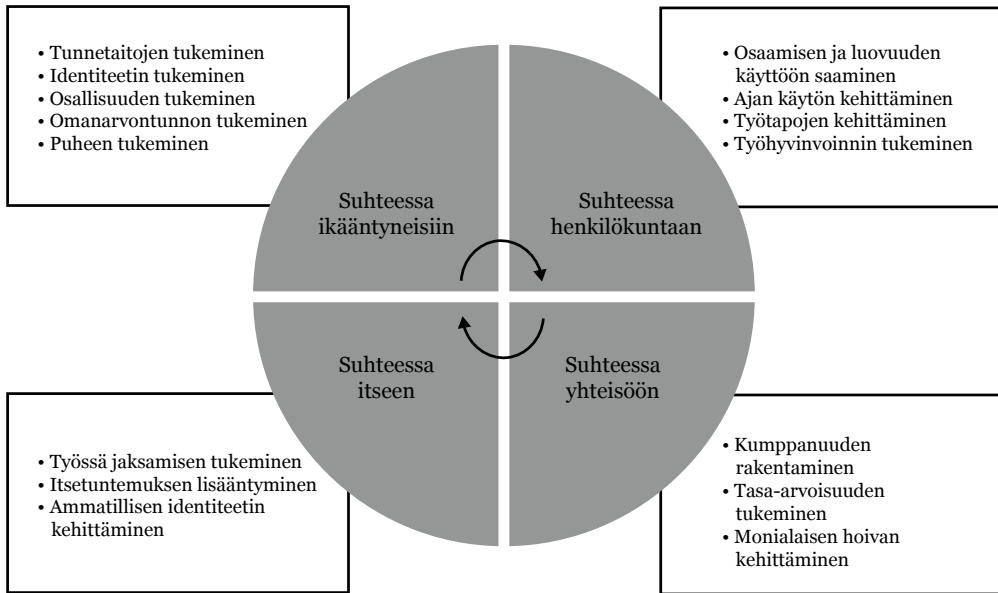 • Tunnetaitojen tukeminen
• Identiteetin tukeminen
• Osallisuuden tukeminen
• Omanarvontunnon tukeminen
• Puheen tukeminen
• Osaamisen ja luovuuden
käyttöön saaminen
• Ajan käytön kehittäminen
• Työtapojen kehittäminen
• Työhyvinvoinnin tukeminen
Suhteessa
ikääntyneisiin
Suhteessa
henkilökuntaan
Suhteessa
itseen
Suhteessa
yhteisöön
• Työssä jaksamisen tukeminen
• Itsetuntemuksen lisääntyminen
• Ammatillisen identiteetin
kehittäminen
• Kumppanuuden
rakentaminen
• Tasa-arvoisuuden
tukeminen
• Monialaisen hoivan
kehittäminen